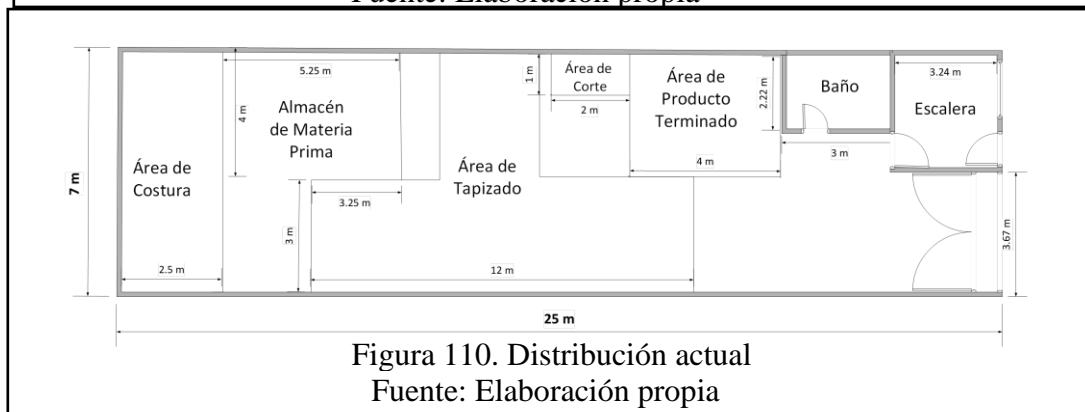 Fuente: Elaboración propia
5.25 m
1 m
Área de
Corte
2 m
Área de
Producto
Terminado
2.22 m
Baño
3.24 m
Escalera
4 m
Almacén
de Materia
Prima
7 m
Área de
Costura
Área de
Tapizado
4 m
3 m
3.25 m
3 m
3.67 m
2.5 m
12 m
25 m
Figura 110. Distribución actual
Fuente: Elaboración propia